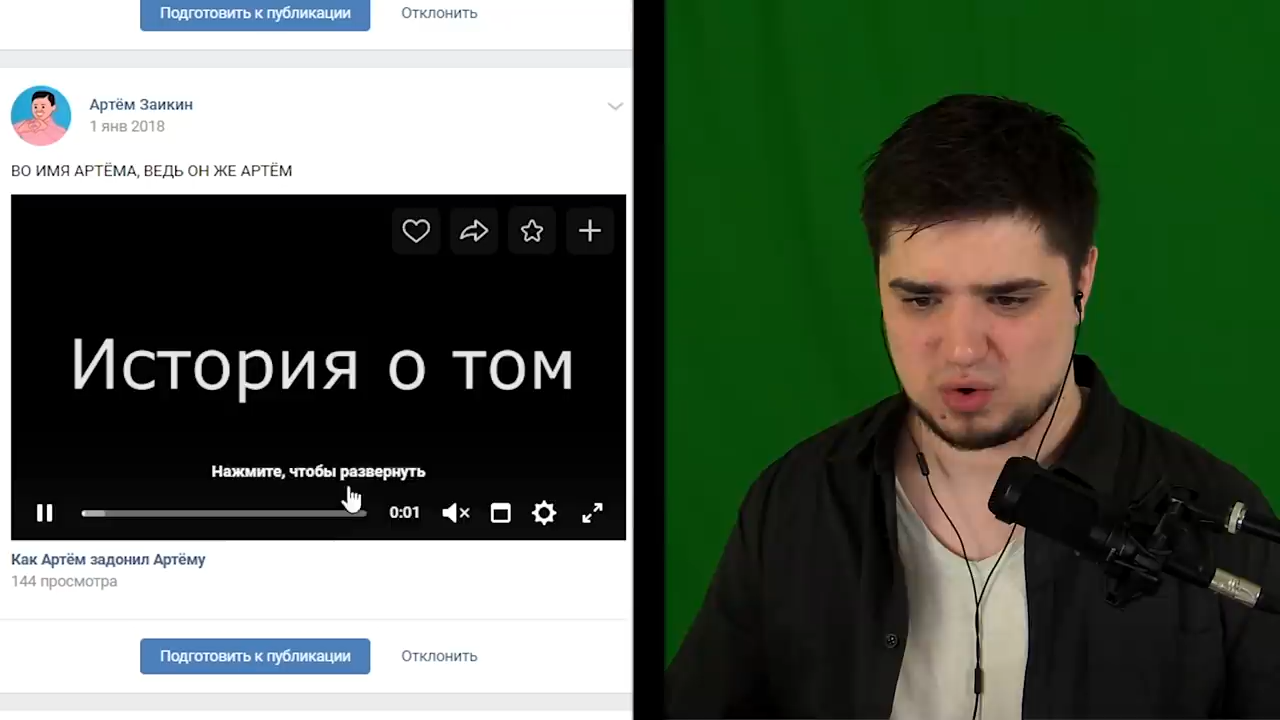 Подготовить к публикации Отклонить
Артём Заикин
1 янв 2018
ВО ИМЯ АРТЁМА, ВЕДЬ ОН ЖЕ АРТЁМ
История о том
Нажмите, чтобы развернуть
0:01
Как Артём задонил Артёму
144 просмотра
Подготовить к публикации Отклонить